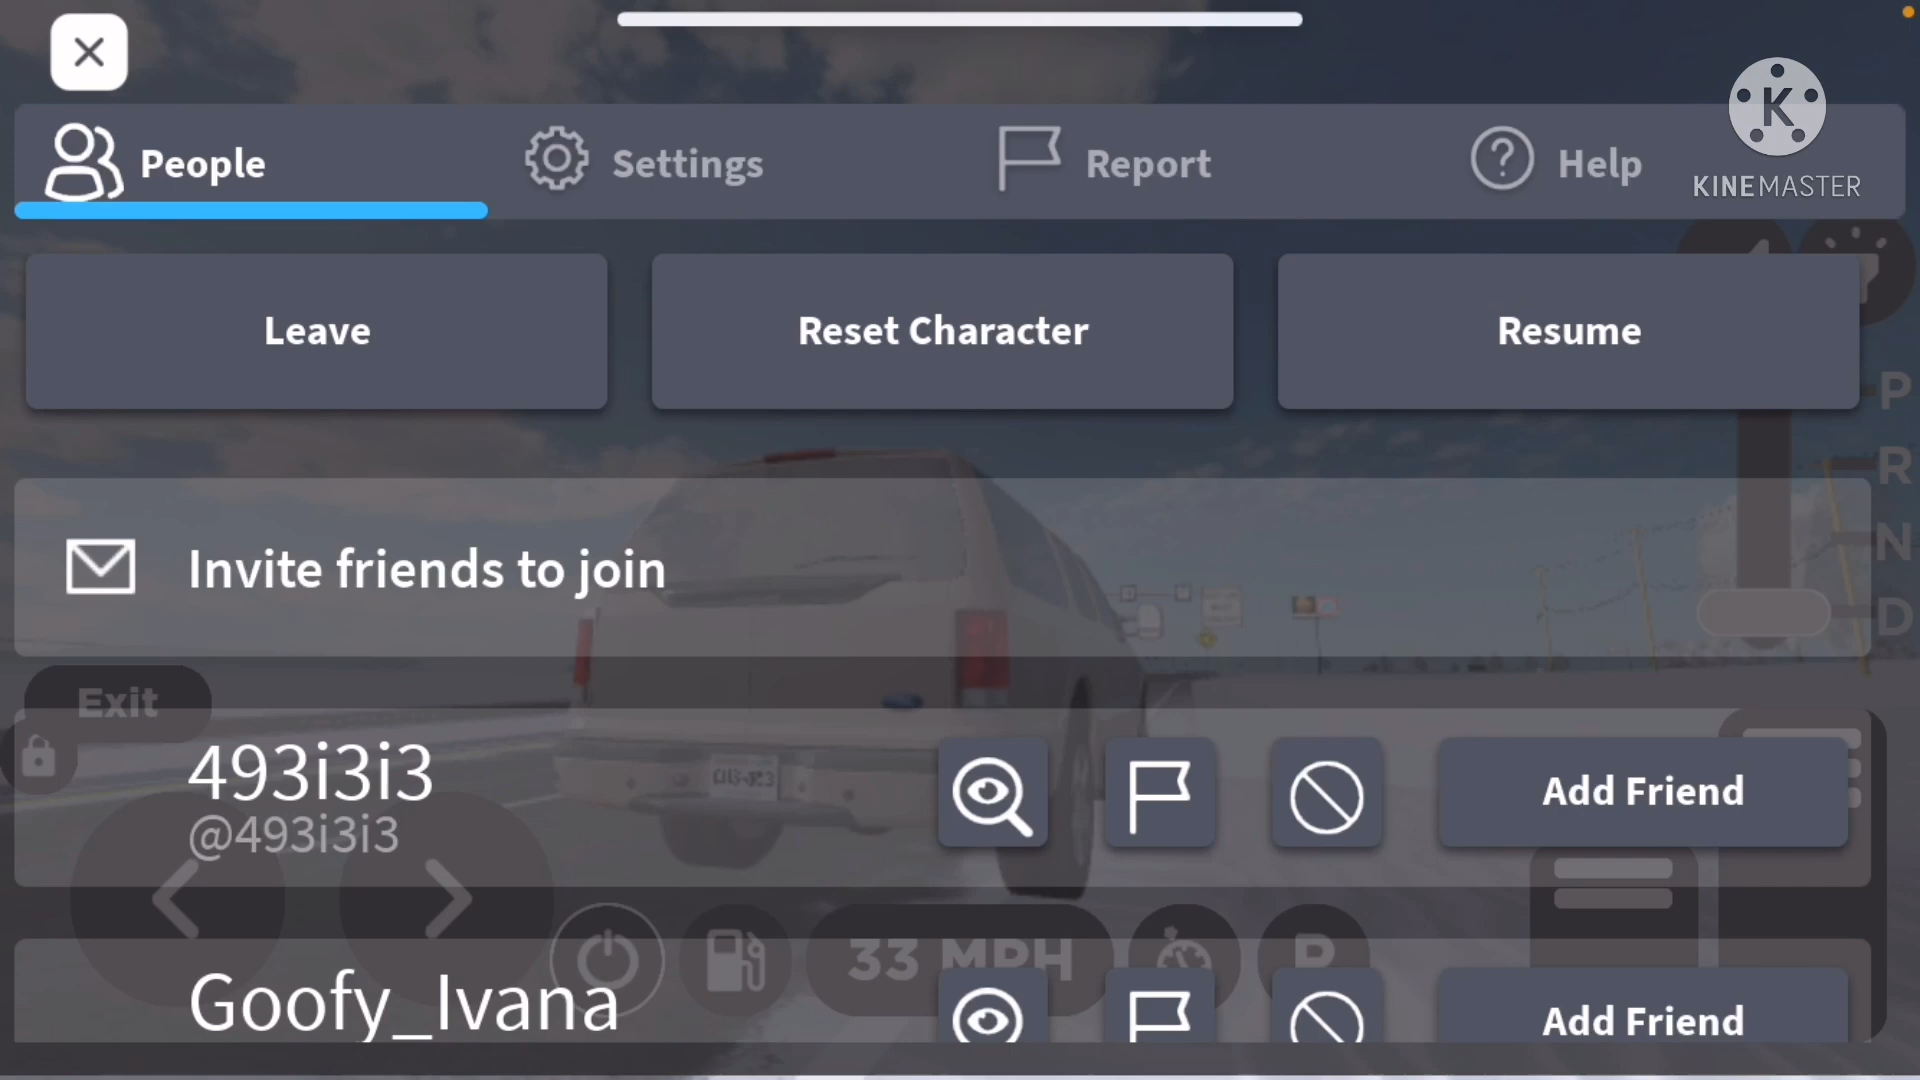 People
Settings
Report
Help
K
KINEMASTER
Leave
Reset Character
Resume
P
R
N
D
Invite friends to join
Exit
493i3i3
@493i3i3
Add Friend
33 MPH
P
Goofy_Ivana
Add Friend